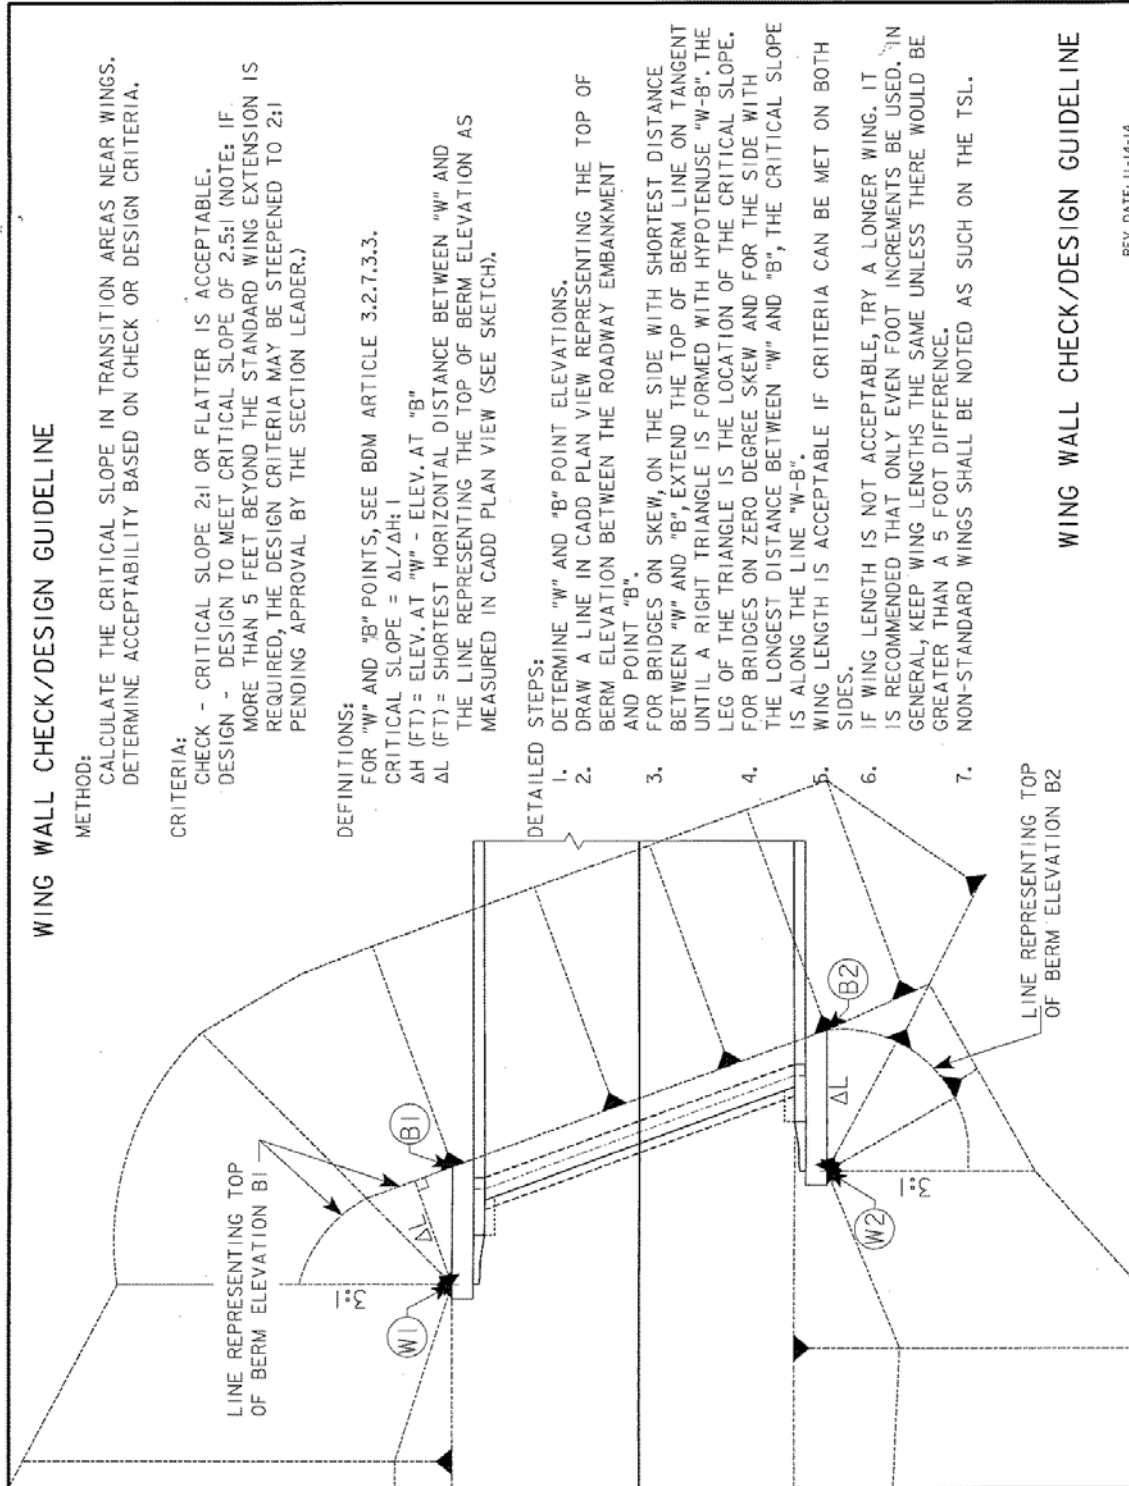 WING WALL CHECK/DESIGN GUIDELINE
METHOD:
CALCULATE THE CRITICAL SLOPE IN TRANSITION AREAS NEAR WINGS.
DETERMINE ACCEPTABILITY BASED ON CHECK OR DESIGN CRITERIA.
CRITERIA:
CHECK - CRITICAL SLOPE 2:1 OR FLATTER IS ACCEPTABLE.
DESIGN - DESIGN TO MEET CRITICAL SLOPE OF 2.5:1 (NOTE: IF
MORE THAN 5 FEET BEYOND THE STANDARD WING EXTENSION IS
REQUIRED, THE DESIGN CRITERIA MAY BE STEEPENED TO 2:1
PENDING APPROVAL BY THE SECTION LEADER.)
DEFINITIONS:
FOR "W" AND "B" POINTS, SEE BDM ARTICLE 3.2.7.3.3.
CRITICAL SLOPE = ΔL/ΔH:1
ΔH (FT) = ELEV. AT "W" - ELEV. AT "B"
ΔL (FT) = SHORTEST HORIZONTAL DISTANCE BETWEEN "W" AND
THE LINE REPRESENTING THE TOP OF BERM ELEVATION AS
MEASURED IN CADD PLAN VIEW (SEE SKETCH).
DETAILED STEPS:
1. DETERMINE "W" AND "B" POINT ELEVATIONS.
2. DRAW A LINE IN CADD PLAN VIEW REPRESENTING THE TOP OF
BERM ELEVATION BETWEEN THE ROADWAY EMBANKMENT
AND POINT "B".
3. FOR BRIDGES ON SKEW, ON THE SIDE WITH SHORTEST DISTANCE
BETWEEN "W" AND "B", EXTEND THE TOP OF BERM LINE ON TANGENT
UNTIL A RIGHT TRIANGLE IS FORMED WITH HYPOTENUSE "W-B". THE
LEG OF THE TRIANGLE IS THE LOCATION OF THE CRITICAL SLOPE.
4. FOR BRIDGES ON ZERO DEGREE SKEW AND FOR THE SIDE WITH
THE LONGEST DISTANCE BETWEEN "W" AND "B", THE CRITICAL SLOPE
IS ALONG THE LINE "W-B".
5. WING LENGTH IS ACCEPTABLE IF CRITERIA CAN BE MET ON BOTH
SIDES.
6. IF WING LENGTH IS NOT ACCEPTABLE, TRY A LONGER WING. IT
IS RECOMMENDED THAT ONLY EVEN FOOT INCREMENTS BE USED. IN
GENERAL, KEEP WING LENGTHS THE SAME UNLESS THERE WOULD BE
GREATER THAN A 5 FOOT DIFFERENCE.
7. NON-STANDARD WINGS SHALL BE NOTED AS SUCH ON THE TSL.
LINE REPRESENTING TOP
OF BERM ELEVATION B1
3:1
ΔL
W1
B1
3:1
ΔL
W2
B2
LINE REPRESENTING TOP
OF BERM ELEVATION B2
WING WALL CHECK/DESIGN GUIDELINE
REV. DATE: 11-14-14